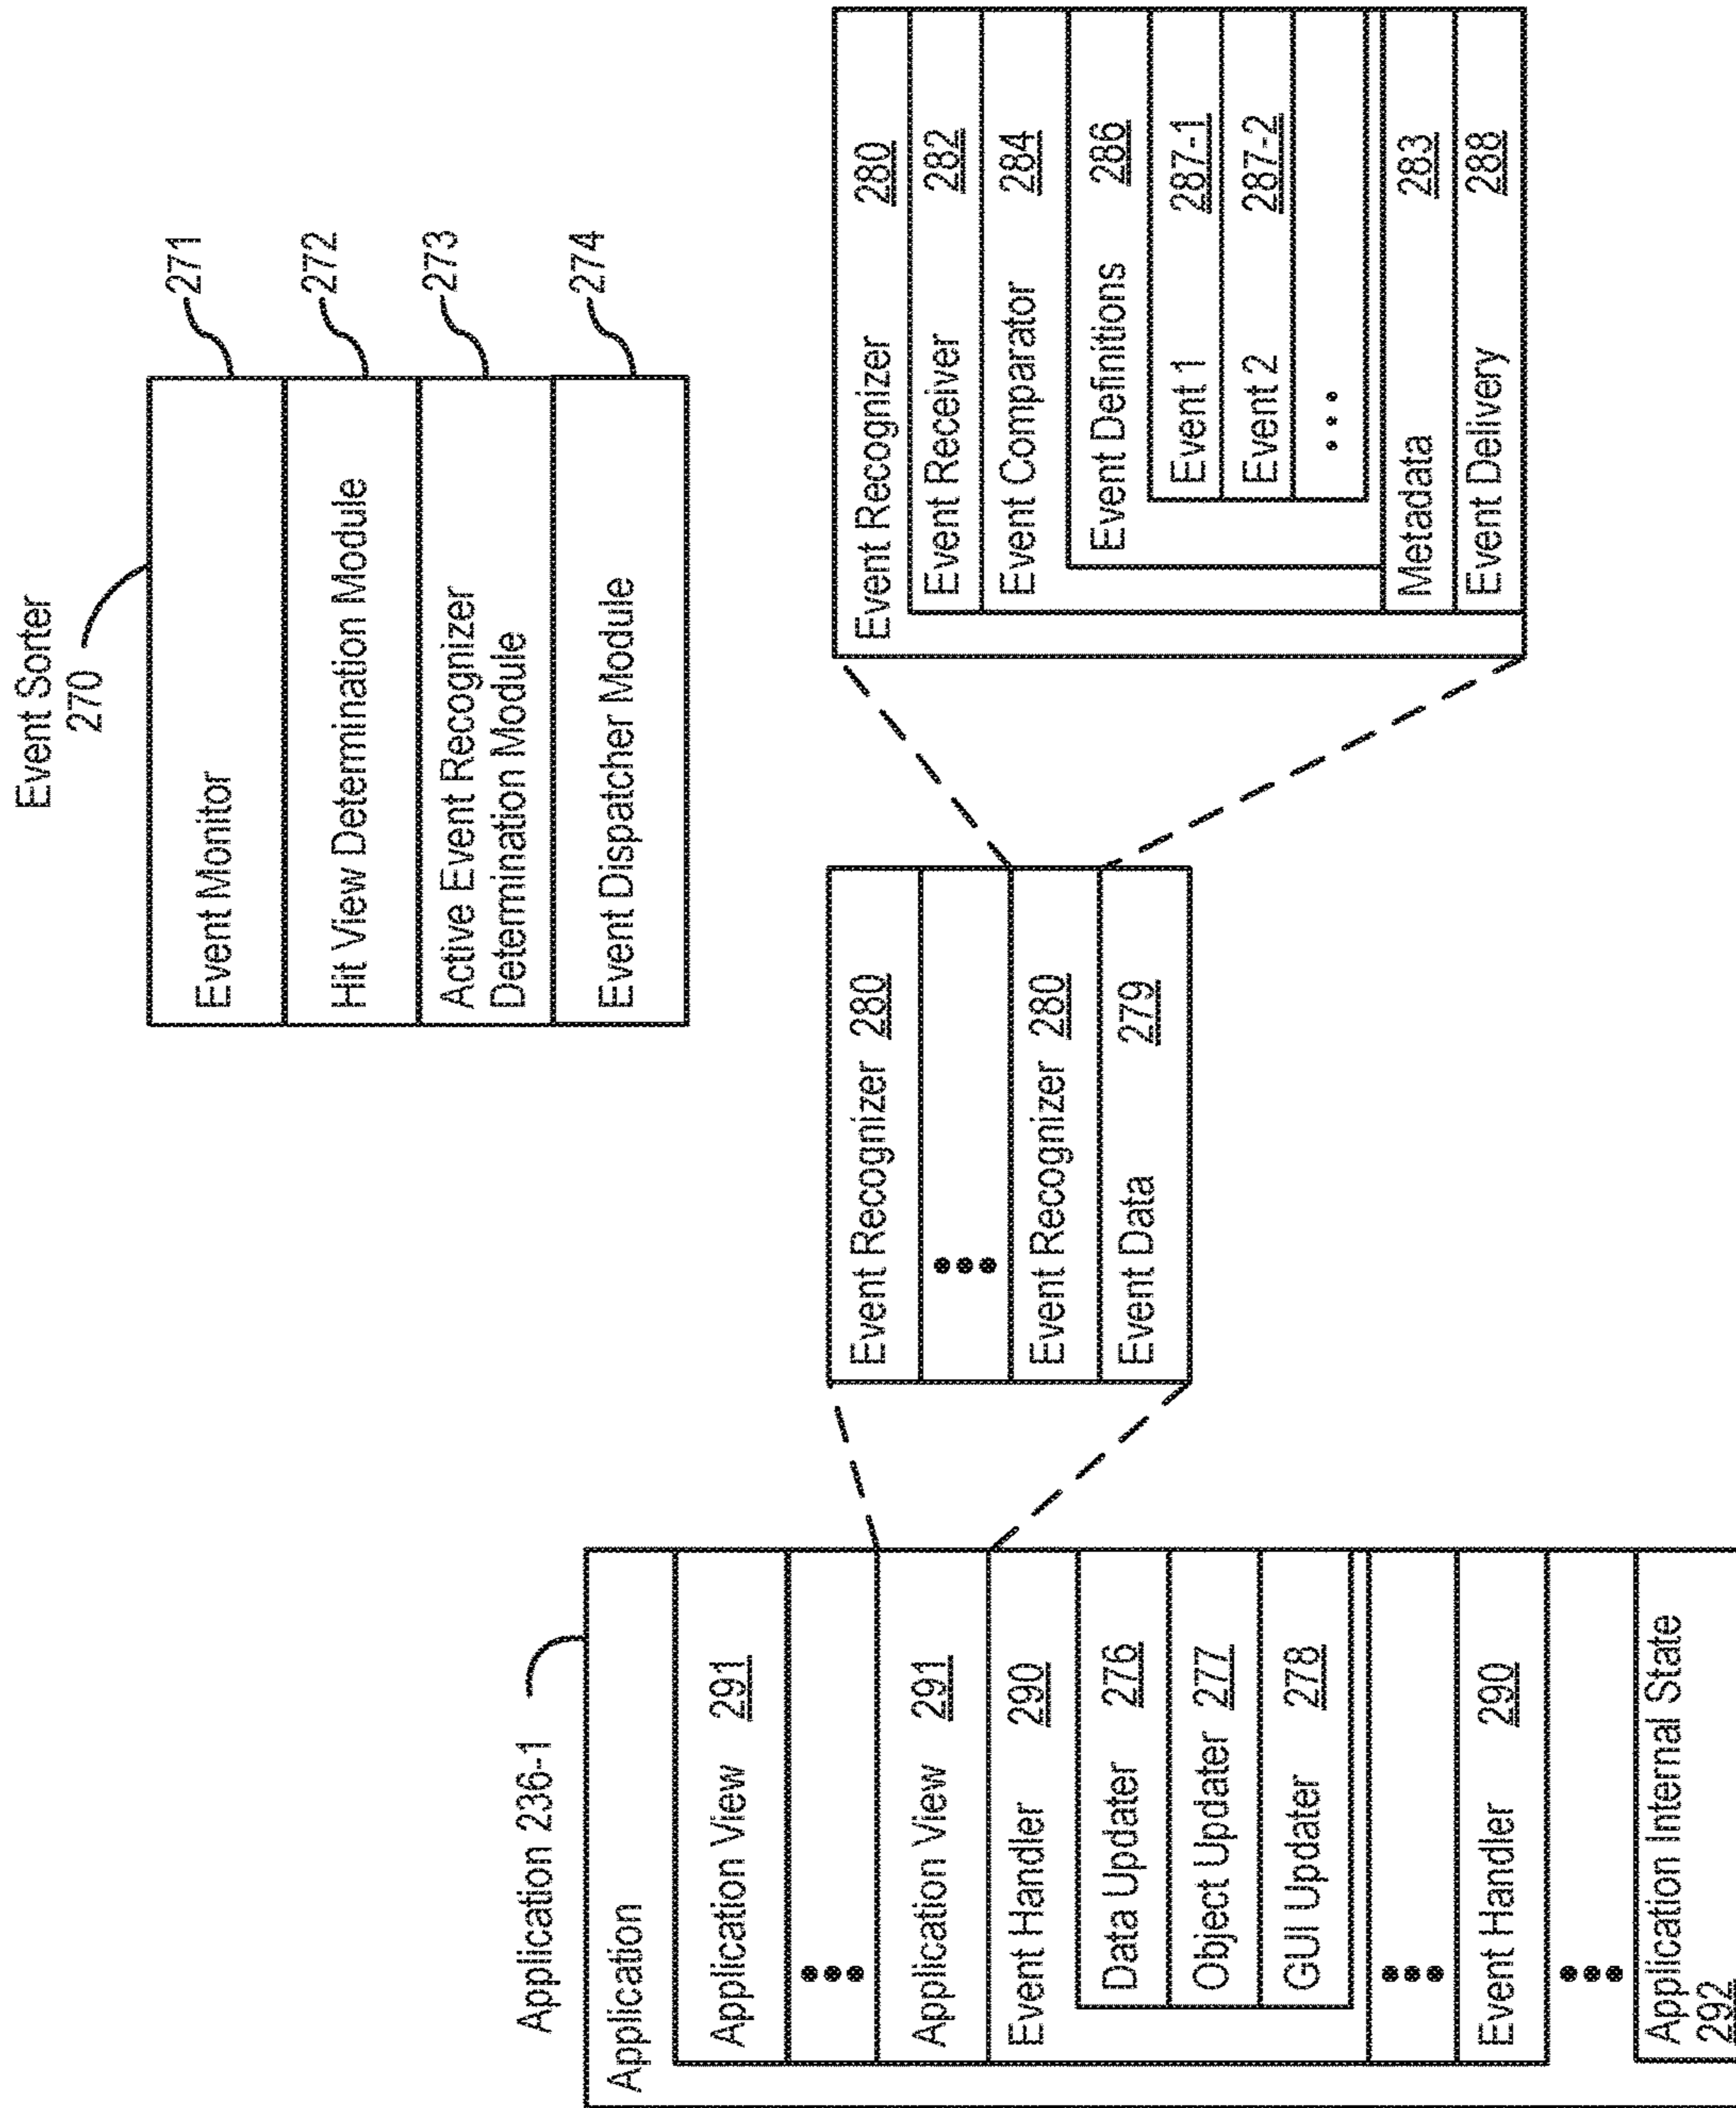 Event Sorter
270
Event Monitor
271
Hit View Determination Module
272
Active Event Recognizer
Determination Module
273
Event Dispatcher Module
274
Application 236-1
Application
Application View 291
•••
Application View 291
Event Handler 290
Data Updater 276
Object Updater 277
GUI Updater 278
•••
Event Handler 290
•••
Application Internal State
292
Event Recognizer 280
•••
Event Recognizer 280
Event Data 279
Event Recognizer 280
Event Receiver 282
Event Comparator 284
Event Definitions 286
Event 1 287-1
Event 2 287-2
• • •
Metadata 283
Event Delivery 288